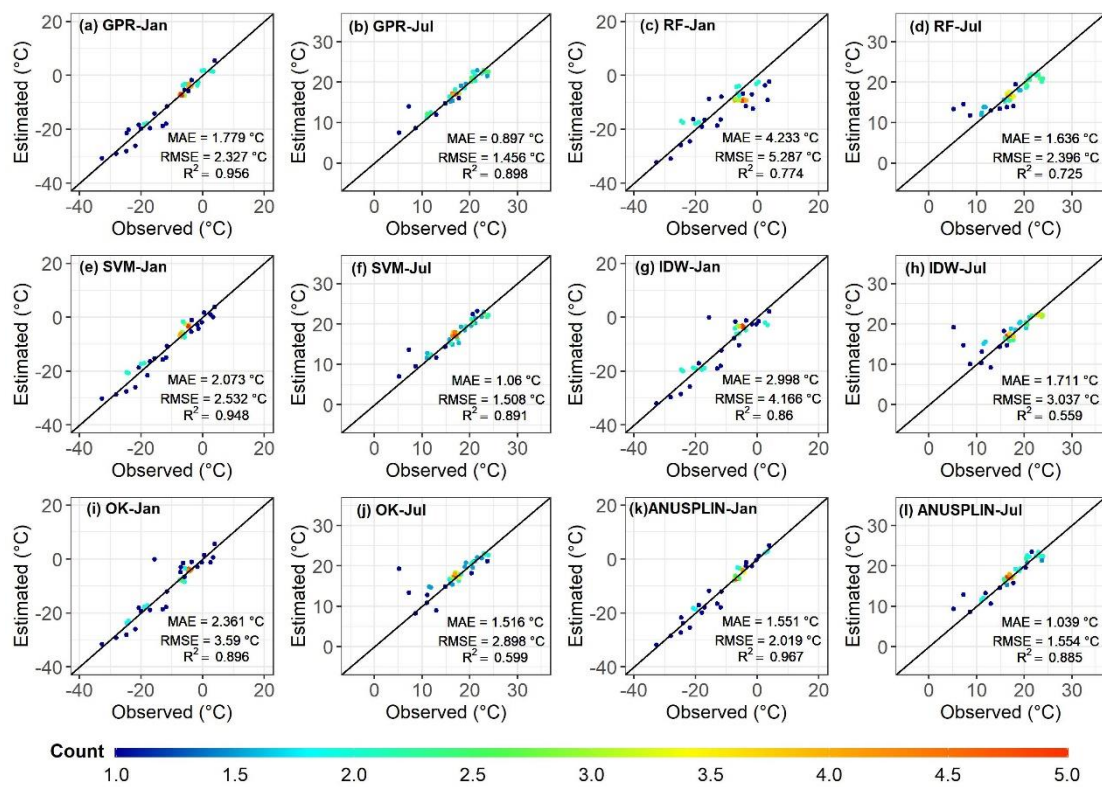 (a) GPR-Jan
Estimated (°C)
20
0
-20
-40
MAE = 1.779 °C
RMSE = 2.327 °C
R² = 0.956
-40 -20 0 20
Observed (°C)
(b) GPR-Jul
Estimated (°C)
30
20
10
0
MAE = 0.897 °C
RMSE = 1.456 °C
R² = 0.898
0 10 20 30
Observed (°C)
(c) RF-Jan
Estimated (°C)
20
0
-20
-40
MAE = 4.233 °C
RMSE = 5.287 °C
R² = 0.774
-40 -20 0 20
Observed (°C)
(d) RF-Jul
Estimated (°C)
30
20
10
0
MAE = 1.636 °C
RMSE = 2.396 °C
R² = 0.725
0 10 20 30
Observed (°C)
(e) SVM-Jan
Estimated (°C)
20
0
-20
-40
MAE = 2.073 °C
RMSE = 2.532 °C
R² = 0.948
-40 -20 0 20
Observed (°C)
(f) SVM-Jul
Estimated (°C)
30
20
10
0
MAE = 1.06 °C
RMSE = 1.508 °C
R² = 0.891
0 10 20 30
Observed (°C)
(g) IDW-Jan
Estimated (°C)
20
0
-20
-40
MAE = 2.998 °C
RMSE = 4.166 °C
R² = 0.86
-40 -20 0 20
Observed (°C)
(h) IDW-Jul
Estimated (°C)
30
20
10
0
MAE = 1.711 °C
RMSE = 3.037 °C
R² = 0.559
0 10 20 30
Observed (°C)
(i) OK-Jan
Estimated (°C)
20
0
-20
-40
MAE = 2.361 °C
RMSE = 3.59 °C
R² = 0.896
-40 -20 0 20
Observed (°C)
(j) OK-Jul
Estimated (°C)
30
20
10
0
MAE = 1.516 °C
RMSE = 2.898 °C
R² = 0.599
0 10 20 30
Observed (°C)
(k)ANUSPLIN-Jan
Estimated (°C)
20
0
-20
-40
MAE = 1.551 °C
RMSE = 2.019 °C
R² = 0.967
-40 -20 0 20
Observed (°C)
(l) ANUSPLIN-Jul
Estimated (°C)
30
20
10
0
MAE = 1.039 °C
RMSE = 1.554 °C
R² = 0.885
0 10 20 30
Observed (°C)
Count
1.0 1.5 2.0 2.5 3.0 3.5 4.0 4.5 5.0